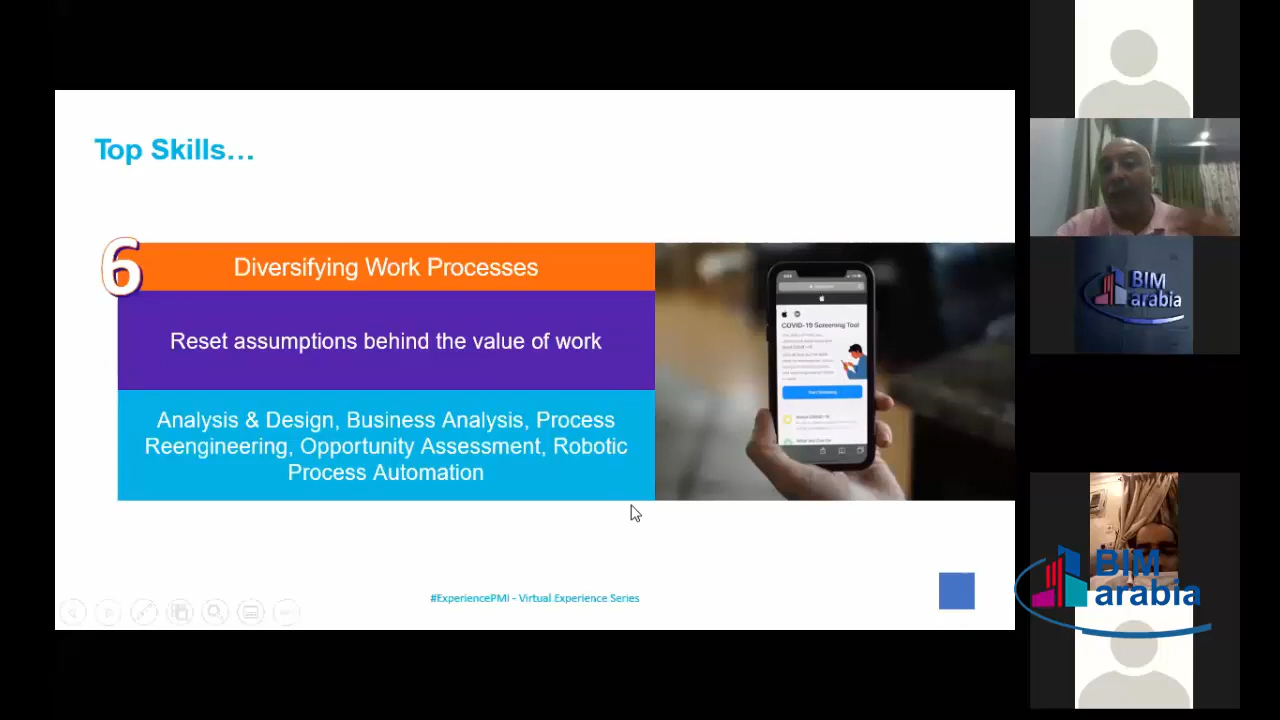 Top Skills…
6
Diversifying Work Processes
Reset assumptions behind the value of work
Analysis & Design, Business Analysis, Process
Reengineering, Opportunity Assessment, Robotic
Process Automation
COVID-19 Screening Tool
#ExperiencePMI - Virtual Experience Series
BIM
arabia
BIM
arabia